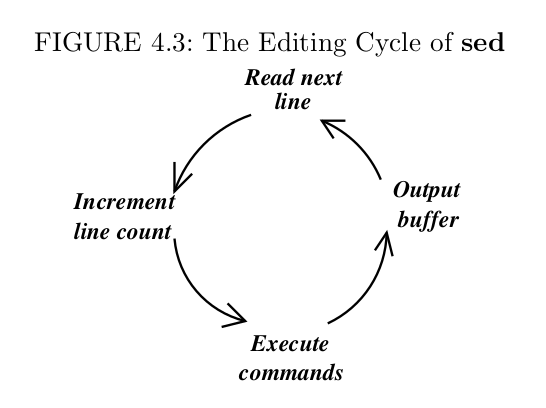 FIGURE 4.3: The Editing Cycle of sed
Read next
line
Increment
line count
Output
buffer
Execute
commands